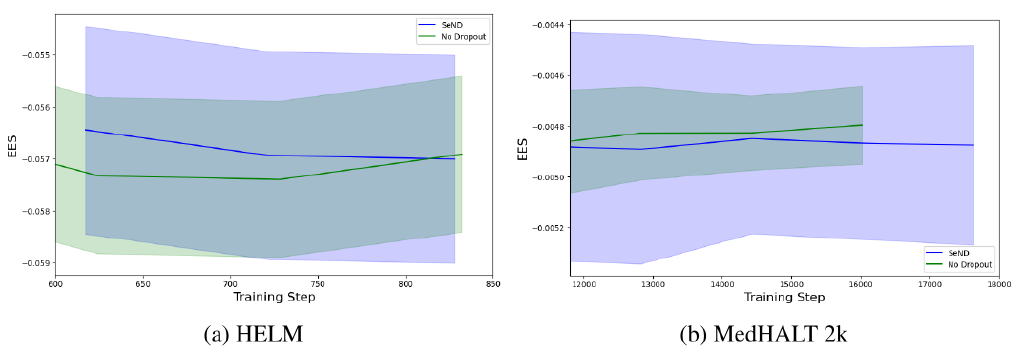 SeND
No Dropout
−0.055
−0.056
−0.057
−0.058
−0.059
EES
600
650
700
750
800
850
Training Step
(a) HELM
−0.0044
−0.0046
−0.0048
−0.0050
−0.0052
EES
SeND
No Dropout
12000
13000
14000
15000
16000
17000
18000
Training Step
(b) MedHALT 2k